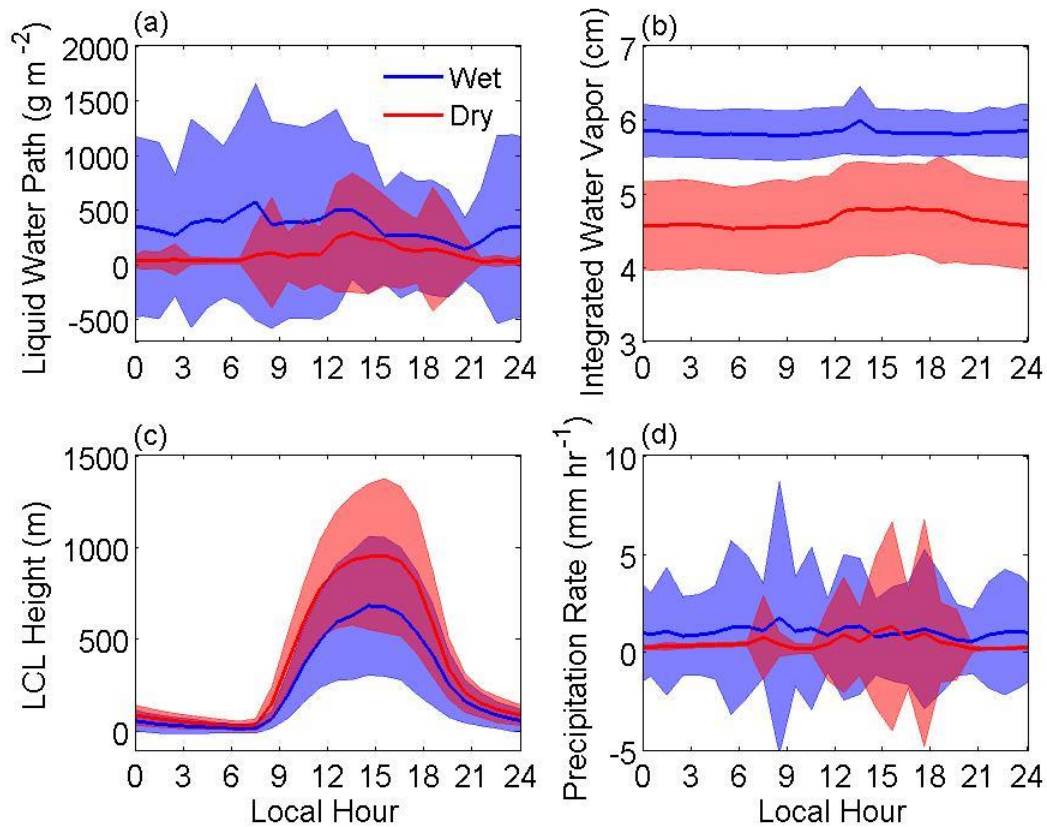 (a)
Liquid Water Path (g m⁻²)
2000
1500
1000
500
0
-500
Wet
Dry
0 3 6 9 12 15 18 21 24
(b)
Integrated Water Vapor (cm)
7
6
5
4
3
0 3 6 9 12 15 18 21 24
(c)
LCL Height (m)
1500
1000
500
0
0 3 6 9 12 15 18 21 24
Local Hour
(d)
Precipitation Rate (mm hr⁻¹)
10
5
0
-5
0 3 6 9 12 15 18 21 24
Local Hour